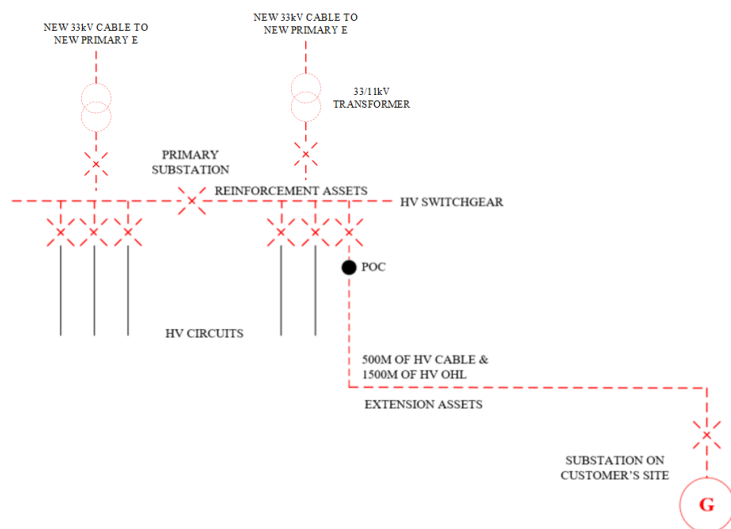 NEW 33kV CABLE TO
NEW PRIMARY E
NEW 33kV CABLE TO
NEW PRIMARY E
33/11kV
TRANSFORMER
PRIMARY
SUBSTATION
REINFORCEMENT ASSETS
HV SWITCHGEAR
POC
HV CIRCUITS
500M OF HV CABLE &
1500M OF HV OHL
EXTENSION ASSETS
SUBSTATION ON
CUSTOMER'S SITE
G